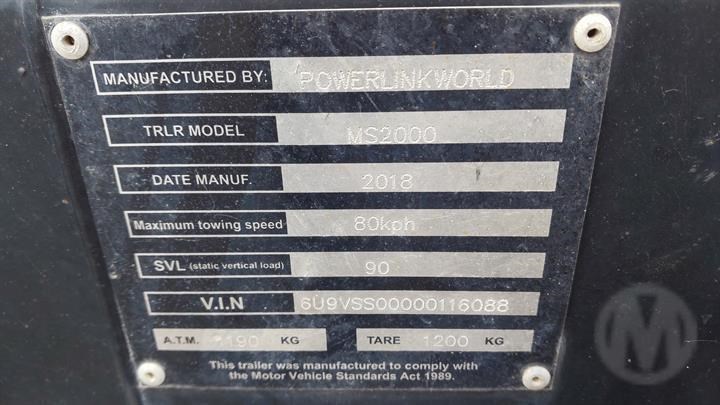 MANUFACTURED BY: POWERLINKWORLD
TRLR MODEL MS2000
DATE MANUF. 2018
Maximum towing speed 80kph
SVL (static vertical load) 90
V.I.N 6U9VSS00000116088
A.T.M. KG TARE 1200 KG
This trailer was manufactured to comply with
the Motor Vehicle Standards Act 1989.
M